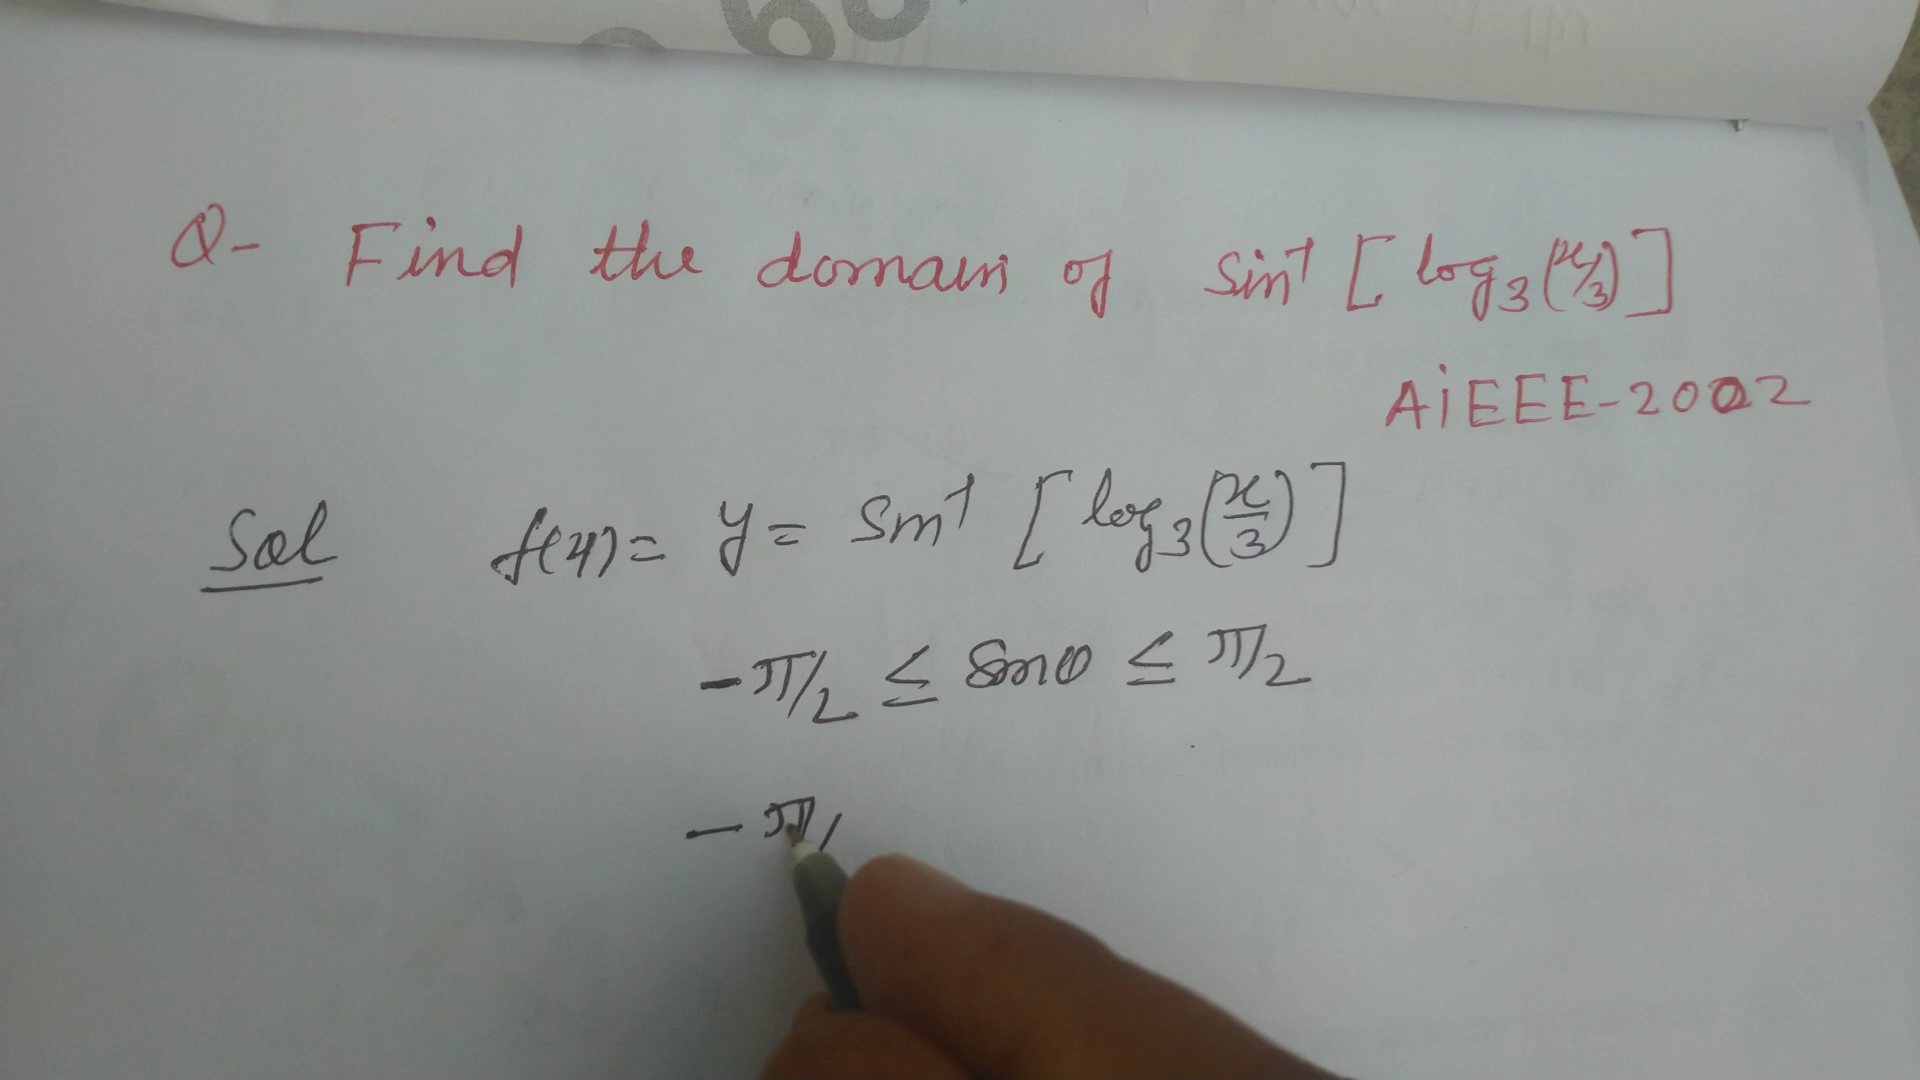 Q- Find the domain of sin⁻¹ [log₃(x/3)]
AiEEE-2002
Sol f(x)= y = Sin⁻¹ [log₃(x/3)]
-π/2 ≤ Sinθ ≤ π/2
- π/